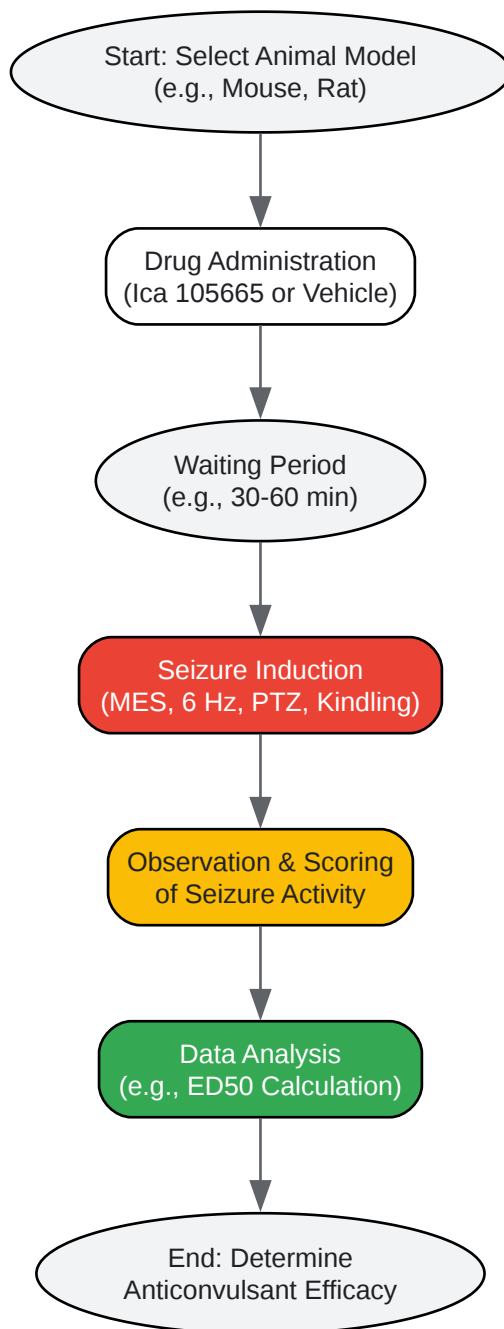 Start: Select Animal Model
(e.g., Mouse, Rat)
Drug Administration
(Ica 105665 or Vehicle)
Waiting Period
(e.g., 30-60 min)
Seizure Induction
(MES, 6 Hz, PTZ, Kindling)
Observation & Scoring
of Seizure Activity
Data Analysis
(e.g., ED50 Calculation)
End: Determine
Anticonvulsant Efficacy